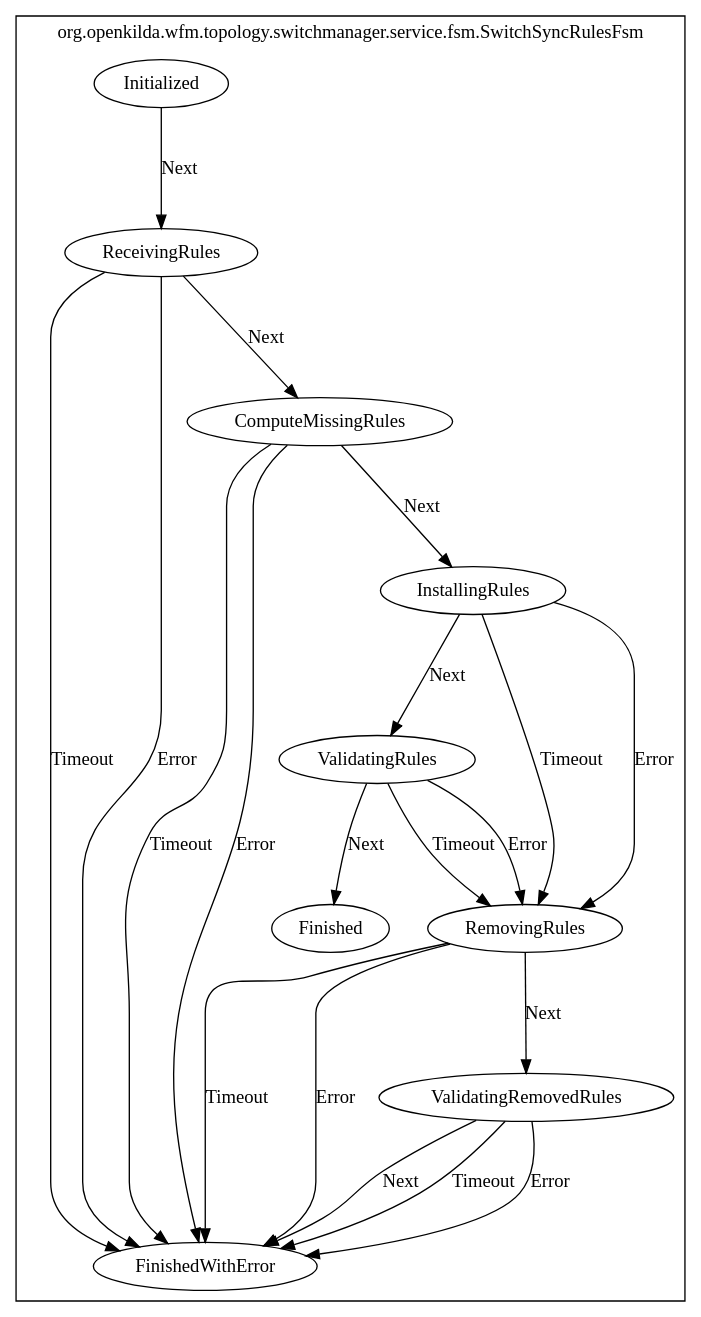 org.openkilda.wfm.topology.switchmanager.service.fsm.SwitchSyncRulesFsm
Initialized
Next
ReceivingRules
Next
ComputeMissingRules
Next
InstallingRules
Next
Timeout
Error
ValidatingRules
Timeout
Error
Timeout
Error
Next
Timeout
Error
Finished
RemovingRules
Next
Timeout
Error
ValidatingRemovedRules
Next
Timeout
Error
FinishedWithError